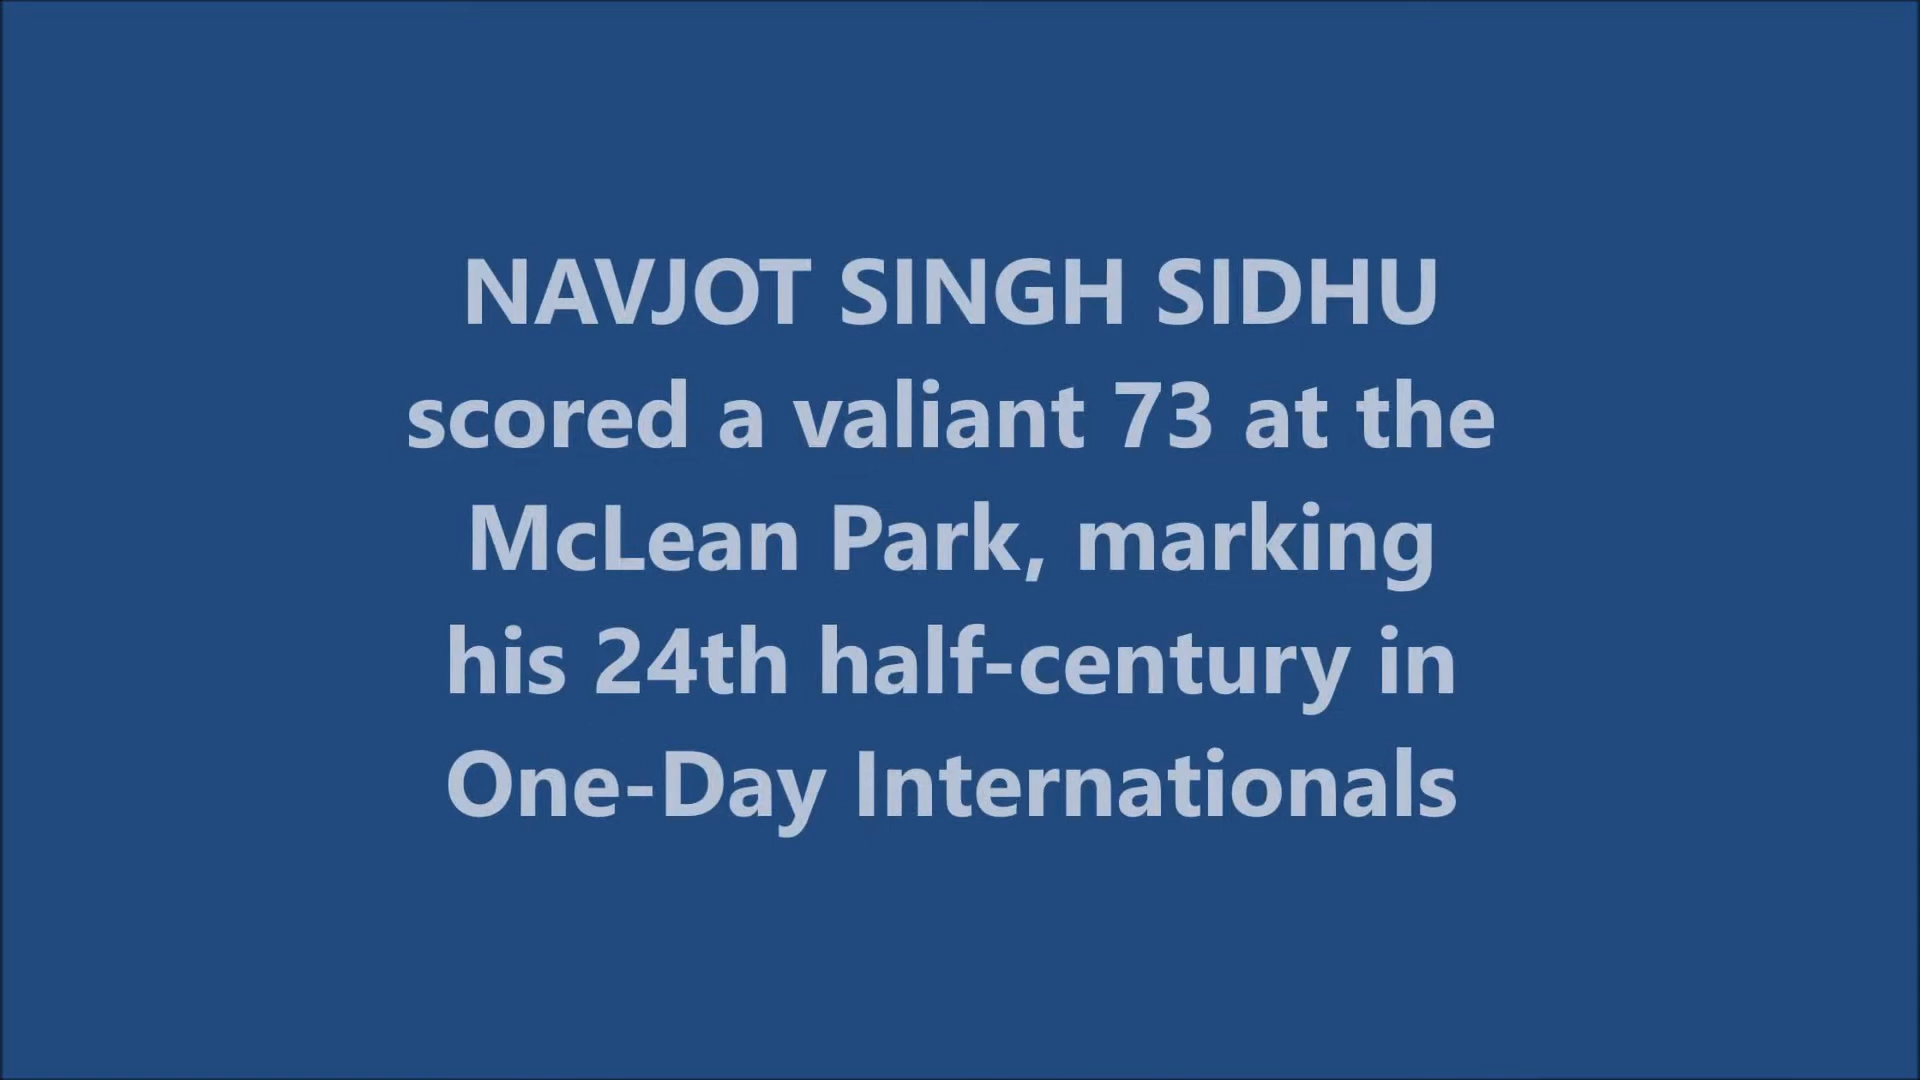 NAVJOT SINGH SIDHU
scored a valiant 73 at the
McLean Park, marking
his 24th half-century in
One-Day Internationals